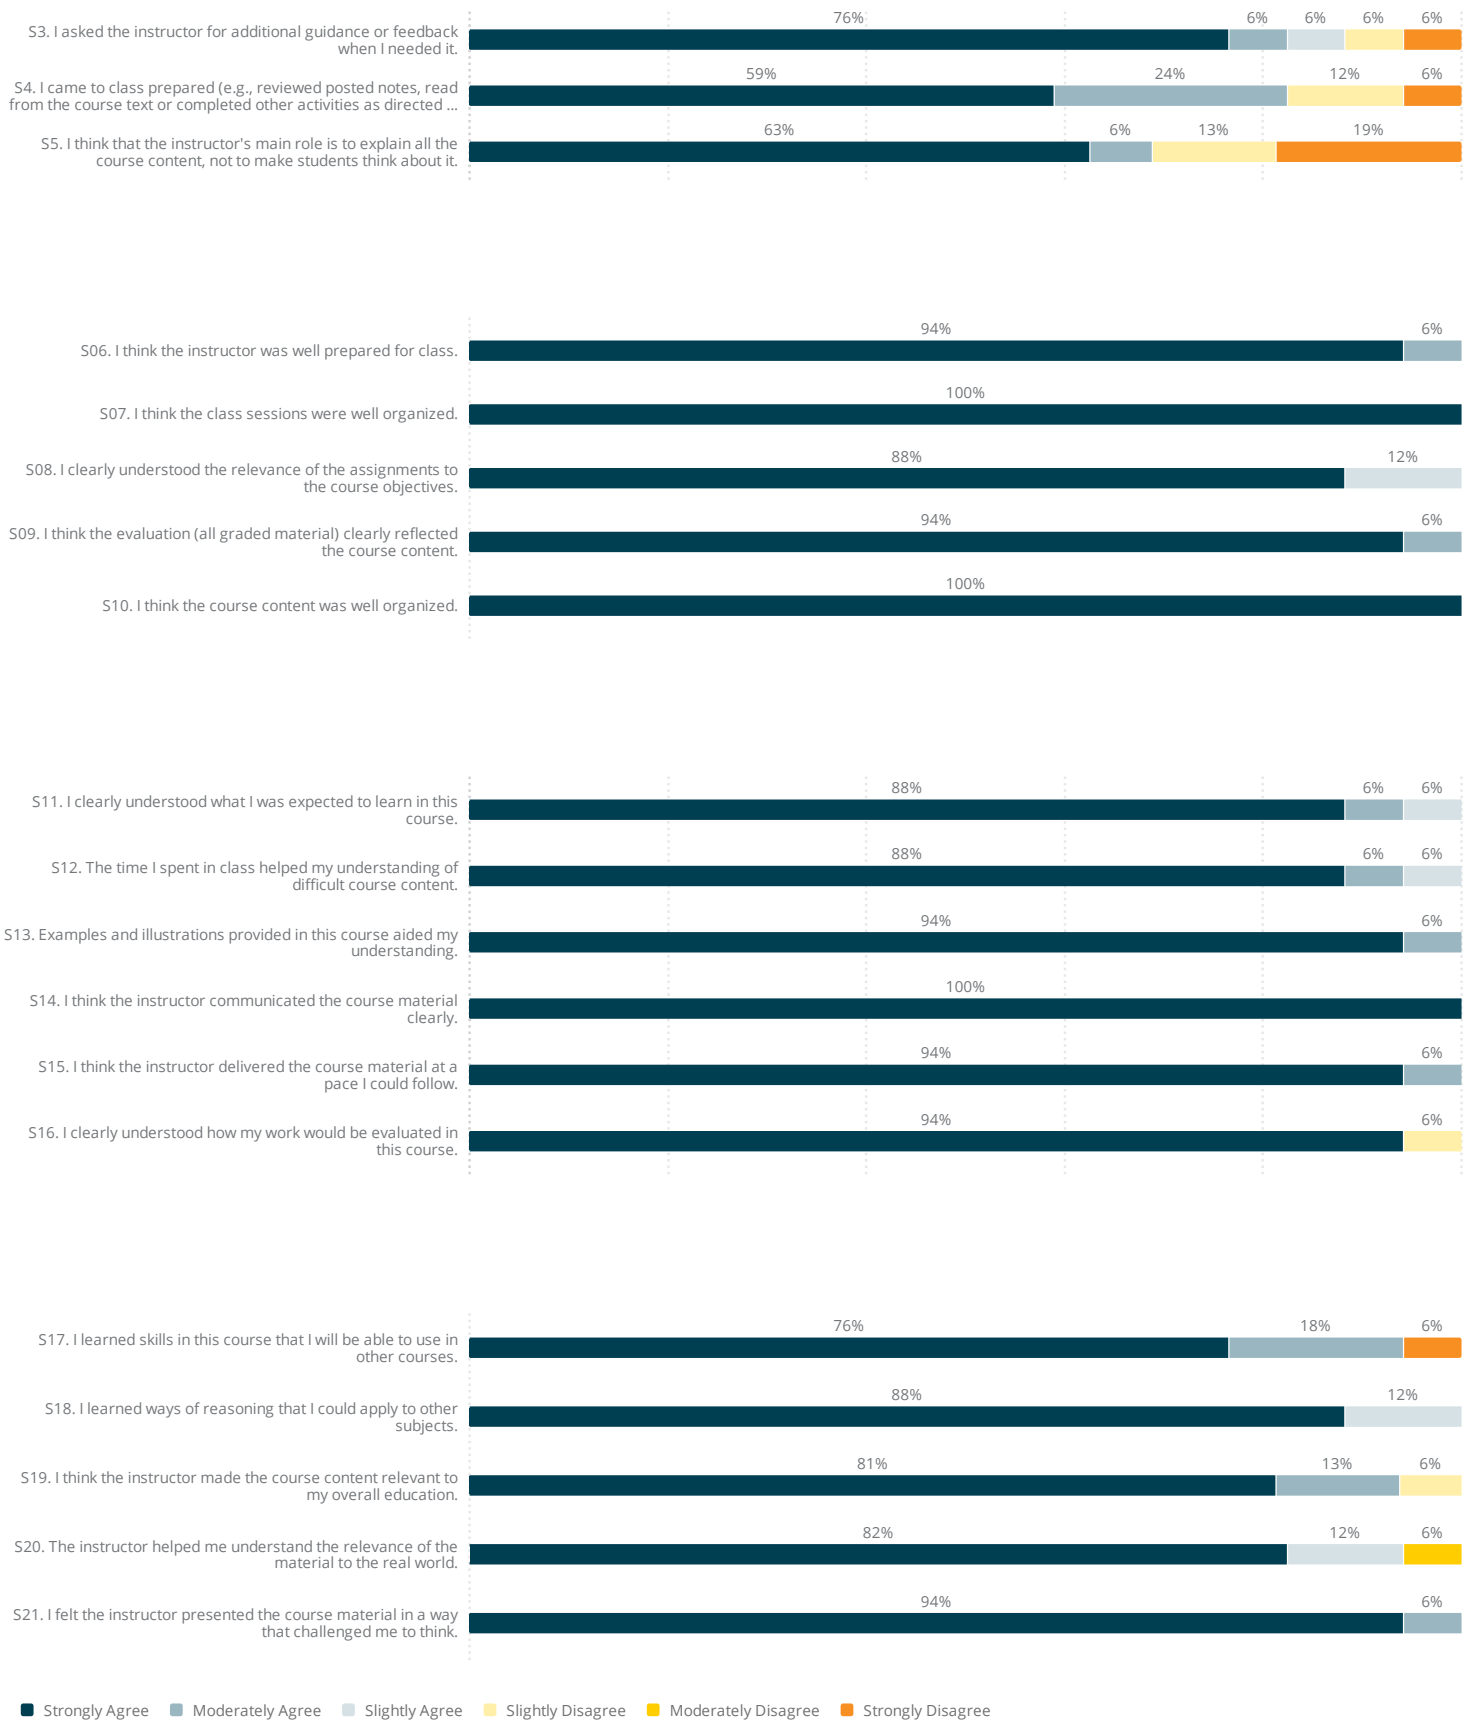 76% 6% 6% 6% 6%
S3. I asked the instructor for additional guidance or feedback
when I needed it.
59% 24% 12% 6%
S4. I came to class prepared (e.g., reviewed posted notes, read
from the course text or completed other activities as directed ...
63% 6% 13% 19%
S5. I think that the instructor's main role is to explain all the
course content, not to make students think about it.
94% 6%
S06. I think the instructor was well prepared for class.
100%
S07. I think the class sessions were well organized.
88% 12%
S08. I clearly understood the relevance of the assignments to
the course objectives.
94% 6%
S09. I think the evaluation (all graded material) clearly reflected
the course content.
100%
S10. I think the course content was well organized.
88% 6% 6%
S11. I clearly understood what I was expected to learn in this
course.
88% 6% 6%
S12. The time I spent in class helped my understanding of
difficult course content.
94% 6%
S13. Examples and illustrations provided in this course aided my
understanding.
100%
S14. I think the instructor communicated the course material
clearly.
94% 6%
S15. I think the instructor delivered the course material at a
pace I could follow.
94% 6%
S16. I clearly understood how my work would be evaluated in
this course.
76% 18% 6%
S17. I learned skills in this course that I will be able to use in
other courses.
88% 12%
S18. I learned ways of reasoning that I could apply to other
subjects.
81% 13% 6%
S19. I think the instructor made the course content relevant to
my overall education.
82% 12% 6%
S20. The instructor helped me understand the relevance of the
material to the real world.
94% 6%
S21. I felt the instructor presented the course material in a way
that challenged me to think.
Strongly Agree Moderately Agree Slightly Agree Slightly Disagree Moderately Disagree Strongly Disagree